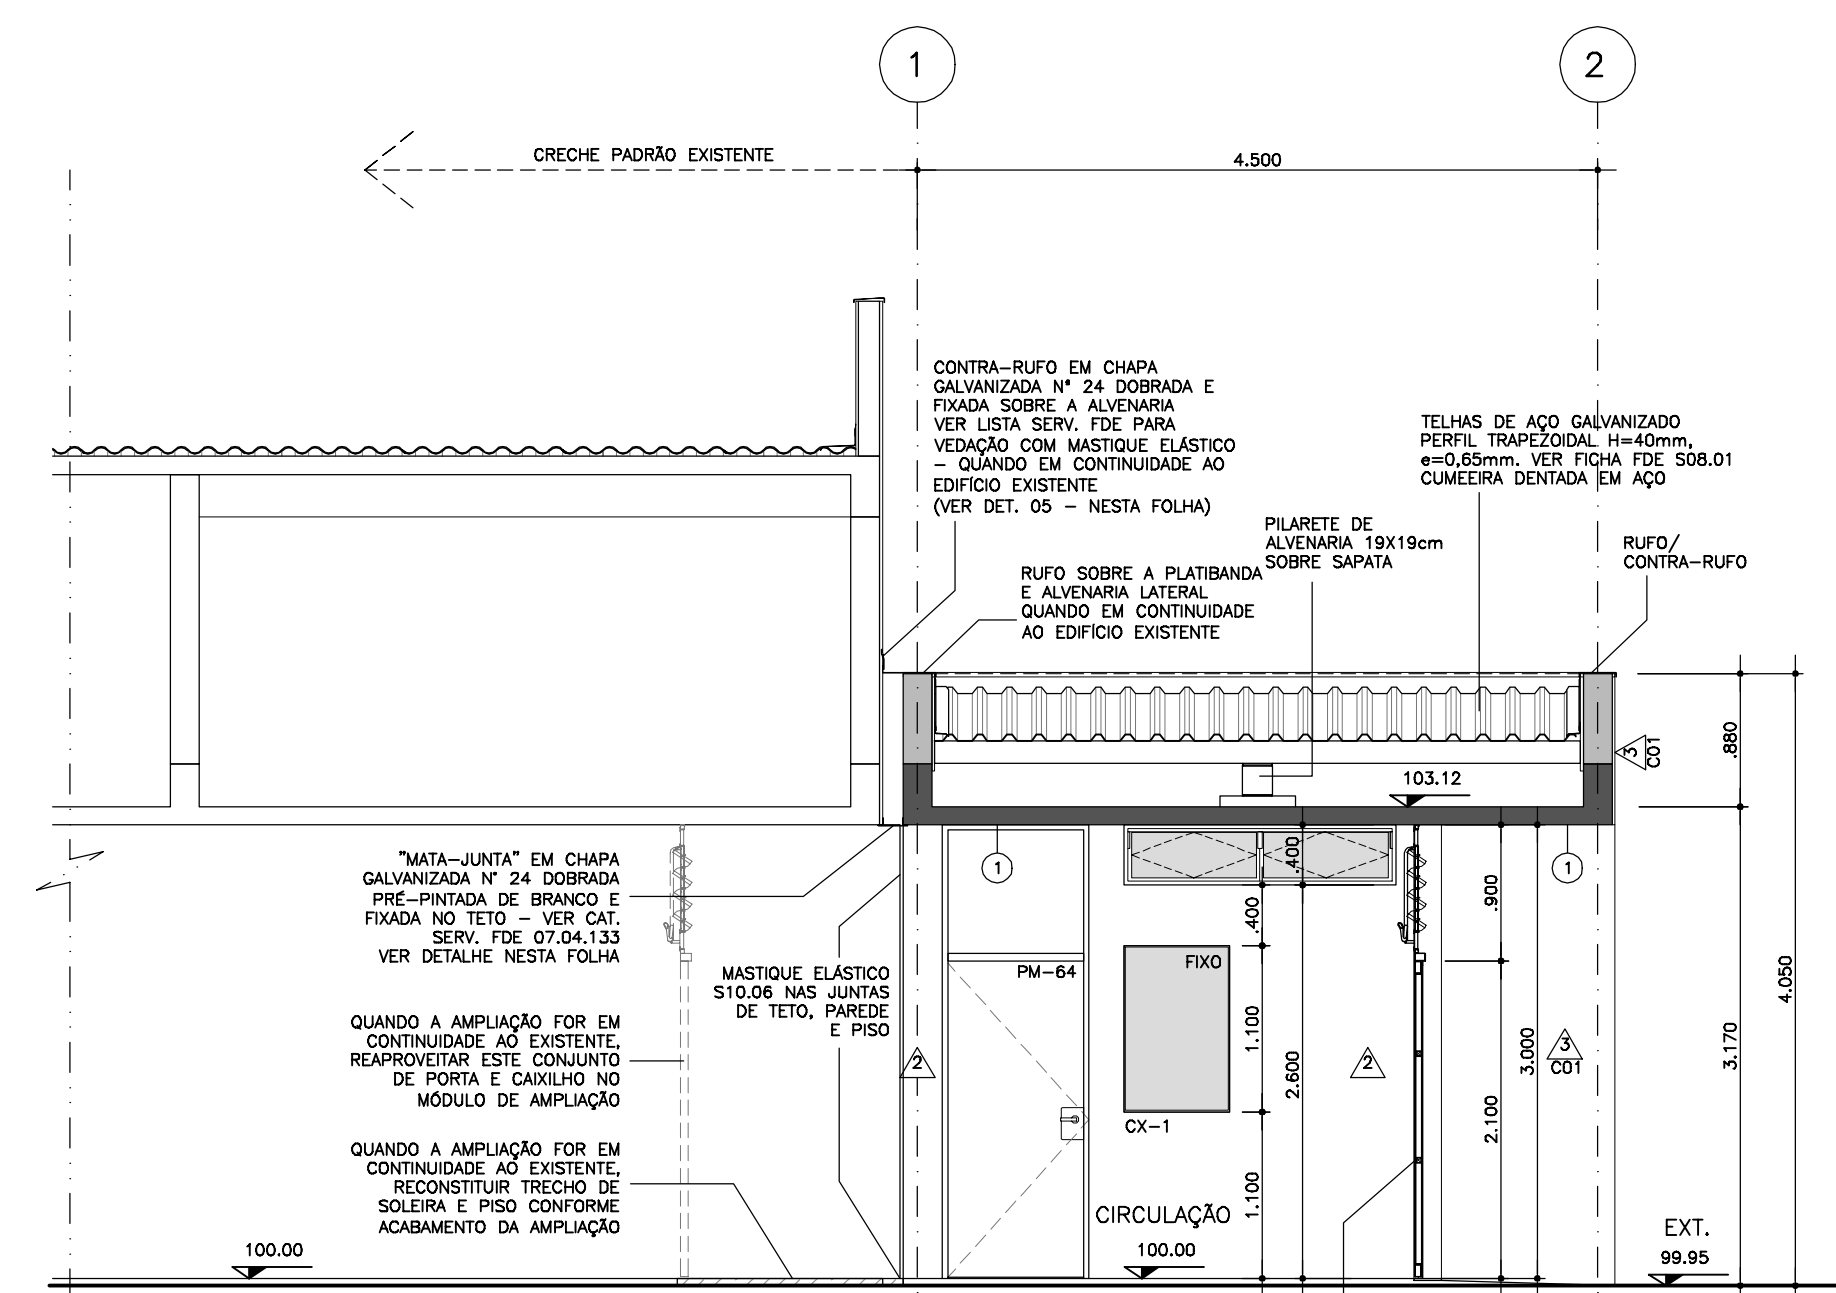 1
2
CRECHE PADRÃO EXISTENTE
4.500
CONTRA-RUFO EM CHAPA
GALVANIZADA Nº 24 DOBRADA E
FIXADA SOBRE A ALVENARIA
VER LISTA SERV. FDE PARA
VEDAÇÃO COM MASTIQUE ELÁSTICO
- QUANDO EM CONTINUIDADE AO
EDIFÍCIO EXISTENTE
(VER DET. 05 - NESTA FOLHA)
TELHAS DE AÇO GALVANIZADO
PERFIL TRAPEZOIDAL H=40mm,
e=0,65mm. VER FICHA FDE S08.01
CUMEEIRA DENTADA EM AÇO
PILARETE DE
ALVENARIA 19X19cm
SOBRE SAPATA
RUFO/
CONTRA-RUFO
RUFO SOBRE A PLATIBANDA
E ALVENARIA LATERAL
QUANDO EM CONTINUIDADE
AO EDIFÍCIO EXISTENTE
.880
3
C01
103.12
"MATA-JUNTA" EM CHAPA
GALVANIZADA Nº 24 DOBRADA
PRÉ-PINTADA DE BRANCO E
FIXADA NO TETO - VER CAT.
SERV. FDE 07.04.133
VER DETALHE NESTA FOLHA
1
.400
1
.900
.400
MASTIQUE ELÁSTICO
S10.06 NAS JUNTAS
DE TETO, PAREDE
E PISO
PM-64
FIXO
4.050
QUANDO A AMPLIAÇÃO FOR EM
CONTINUIDADE AO EXISTENTE,
REAPROVEITAR ESTE CONJUNTO
DE PORTA E CAIXILHO NO
MÓDULO DE AMPLIAÇÃO
2
1.100
2.600
2
3.000
3
C01
3.170
CX-1
2.100
QUANDO A AMPLIAÇÃO FOR EM
CONTINUIDADE AO EXISTENTE,
RECONSTITUIR TRECHO DE
SOLEIRA E PISO CONFORME
ACABAMENTO DA AMPLIAÇÃO
1.100
CIRCULAÇÃO
EXT.
100.00
100.00
99.95